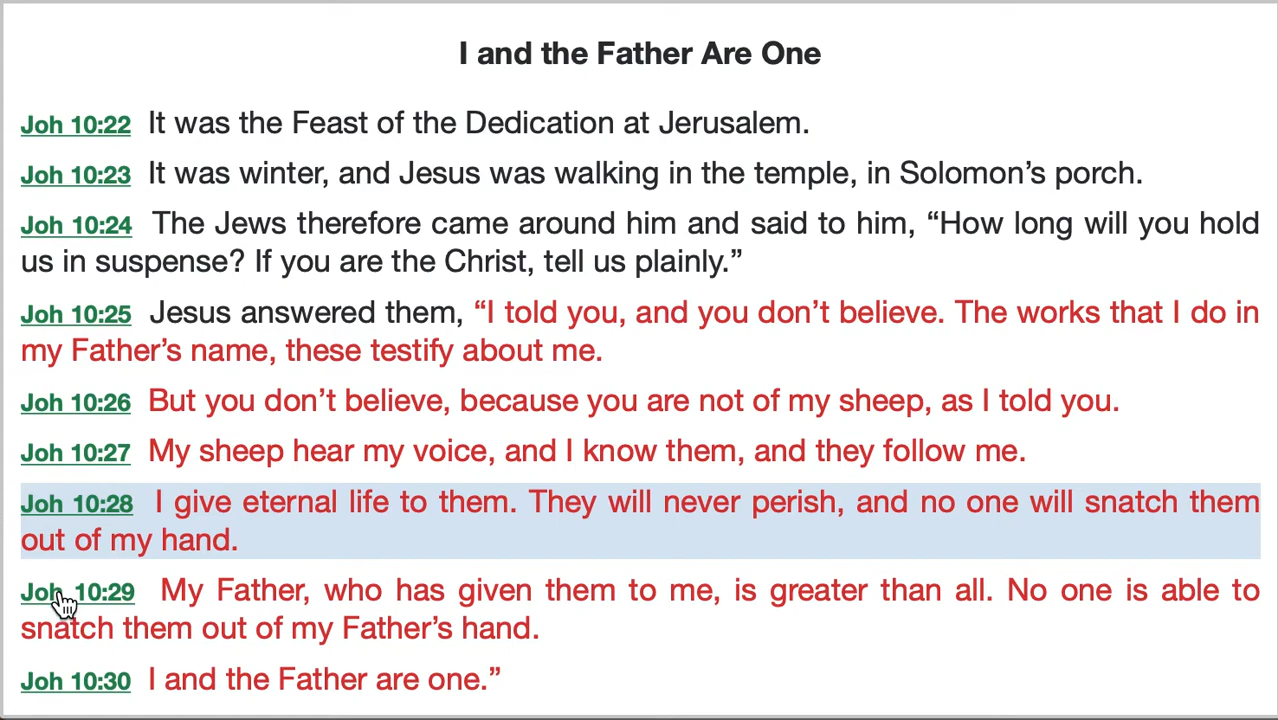 I and the Father Are One
Joh 10:22 It was the Feast of the Dedication at Jerusalem.
Joh 10:23 It was winter, and Jesus was walking in the temple, in Solomon’s porch.
Joh 10:24 The Jews therefore came around him and said to him, “How long will you hold
us in suspense? If you are the Christ, tell us plainly.”
Joh 10:25 Jesus answered them, “I told you, and you don’t believe. The works that I do in
my Father’s name, these testify about me.
Joh 10:26 But you don’t believe, because you are not of my sheep, as I told you.
Joh 10:27 My sheep hear my voice, and I know them, and they follow me.
Joh 10:28 I give eternal life to them. They will never perish, and no one will snatch them
out of my hand.
Joh 10:29 My Father, who has given them to me, is greater than all. No one is able to
snatch them out of my Father’s hand.
Joh 10:30 I and the Father are one.”